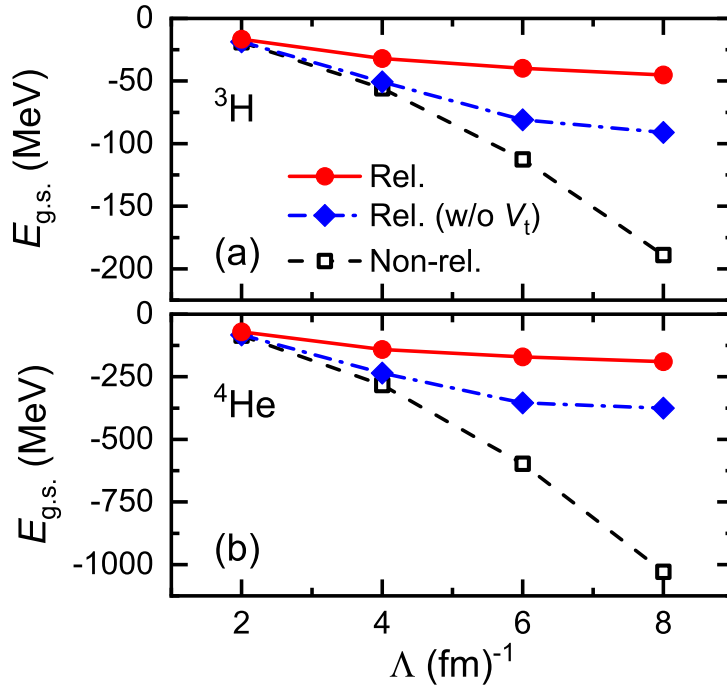 0
-50
-100
-150
-200
E_g.s. (MeV)
³H
(a)
Rel.
Rel. (w/o V_t)
Non-rel.
0
-250
-500
-750
-1000
E_g.s. (MeV)
⁴He
(b)
2 4 6 8
Λ (fm)⁻¹